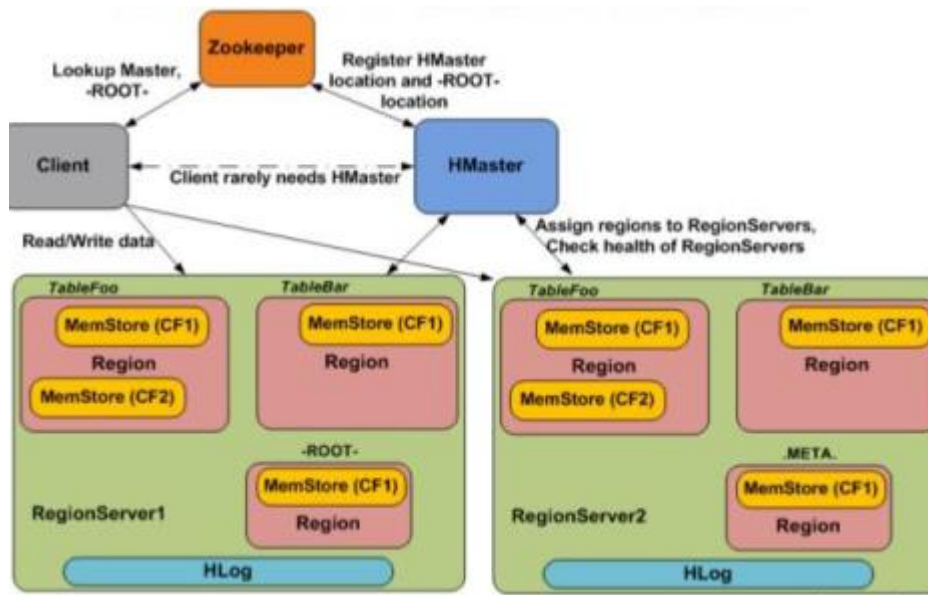 Zookeeper
Lookup Master,
-ROOT-
Register HMaster
location and -ROOT-
location
Client
Client rarely needs HMaster
HMaster
Read/Write data
Assign regions to RegionServers,
Check health of RegionServers
TableFoo
TableBar
MemStore (CF1)
MemStore (CF1)
Region
Region
MemStore (CF2)
-ROOT-
MemStore (CF1)
Region
RegionServer1
HLog
TableFoo
TableBar
MemStore (CF1)
MemStore (CF1)
Region
Region
MemStore (CF2)
.META.
MemStore (CF1)
Region
RegionServer2
HLog